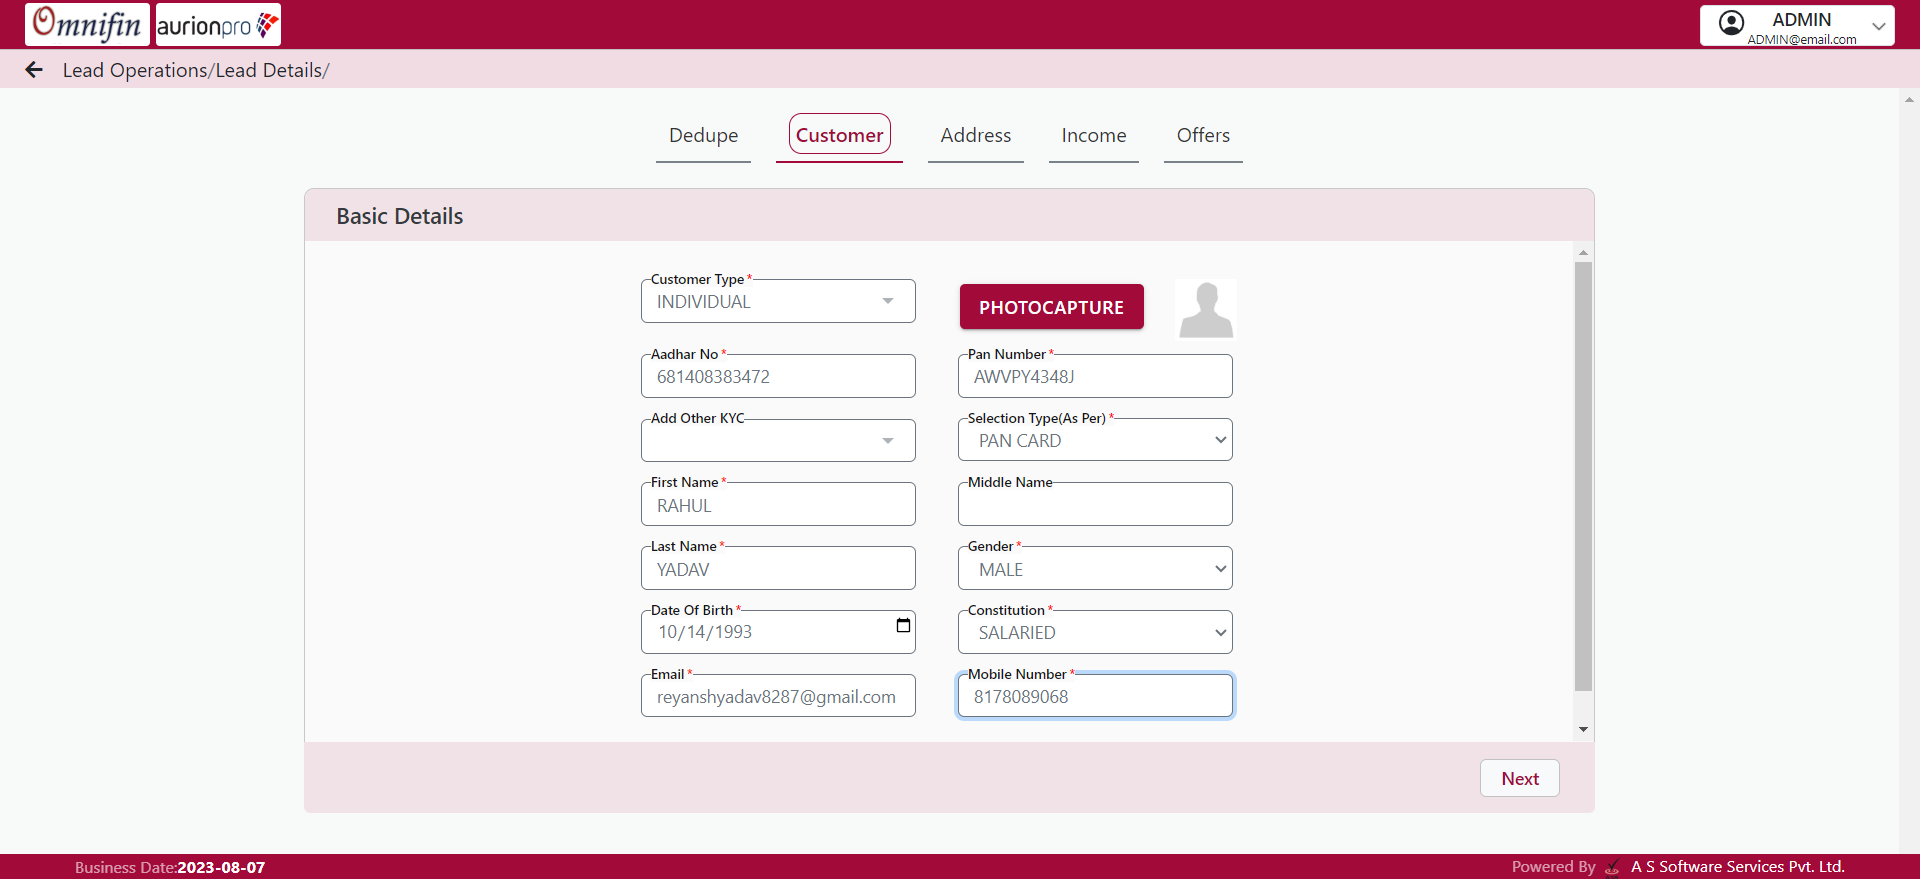 Omnifin aurionpro
ADMIN
ADMIN@email.com
Lead Operations/Lead Details/
Dedupe Customer Address Income Offers
Basic Details
Customer Type *
INDIVIDUAL
PHOTOCAPTURE
Aadhar No *
681408383472
Pan Number *
AWVPY4348J
Add Other KYC
Selection Type(As Per) *
PAN CARD
First Name *
RAHUL
Middle Name
Last Name *
YADAV
Gender *
MALE
Date Of Birth *
10/14/1993
Constitution *
SALARIED
Email *
reyanshyadav8287@gmail.com
Mobile Number *
8178089068
Next
Business Date:2023-08-07
Powered By A S Software Services Pvt. Ltd.